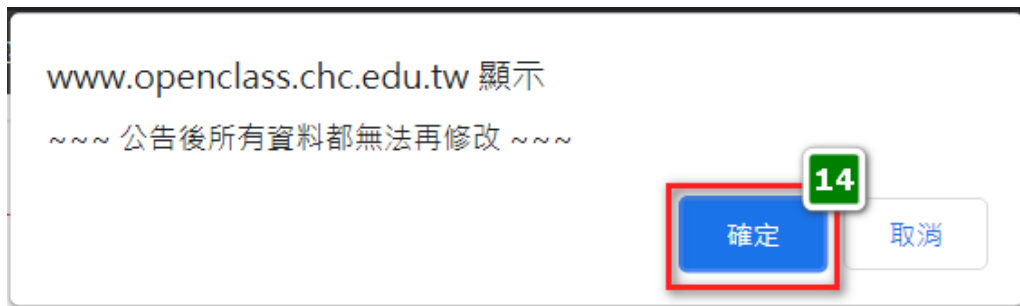 www.openclass.chc.edu.tw 顯示
~~~ 公告後所有資料都無法再修改 ~~~
14
確定
取消